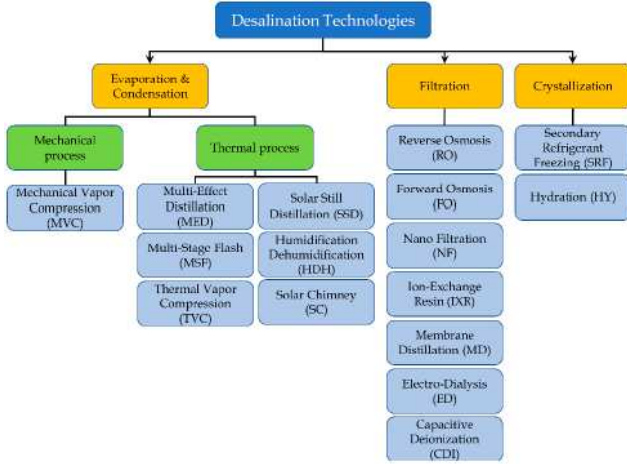 Desalination Technologies
Evaporation &
Condensation
Filtration
Crystallization
Mechanical
process
Thermal process
Mechanical Vapor
Compression
(MVC)
Multi-Effect
Distillation
(MED)
Multi-Stage Flash
(MSF)
Thermal Vapor
Compression
(TVC)
Solar Still
Distillation (SSD)
Humidification
Dehumidification
(HDH)
Solar Chimney
(SC)
Reverse Osmosis
(RO)
Forward Osmosis
(FO)
Nano Filtration
(NF)
Ion-Exchange
Resin (IXR)
Membrane
Distillation (MD)
Electro-Dialysis
(ED)
Capacitive
Deionization
(CDI)
Secondary
Refrigerant
Freezing (SRF)
Hydration (HY)